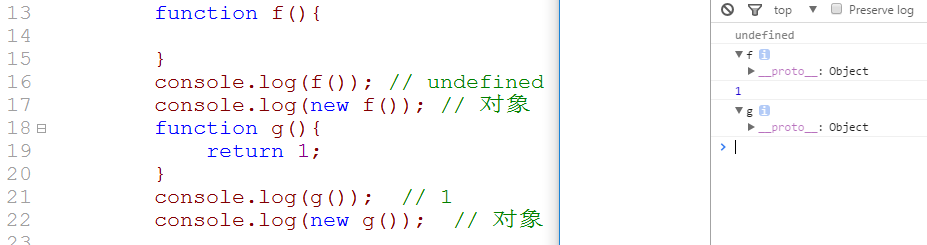 13 function f(){
14
15 }
16 console.log(f()); // undefined
17 console.log(new f()); // 对象
18 function g(){
19 return 1;
20 }
21 console.log(g()); // 1
22 console.log(new g()); // 对象
23
top ▼ Preserve log
undefined
▼ f i
▶ __proto__: Object
1
▼ g i
▶ __proto__: Object
>